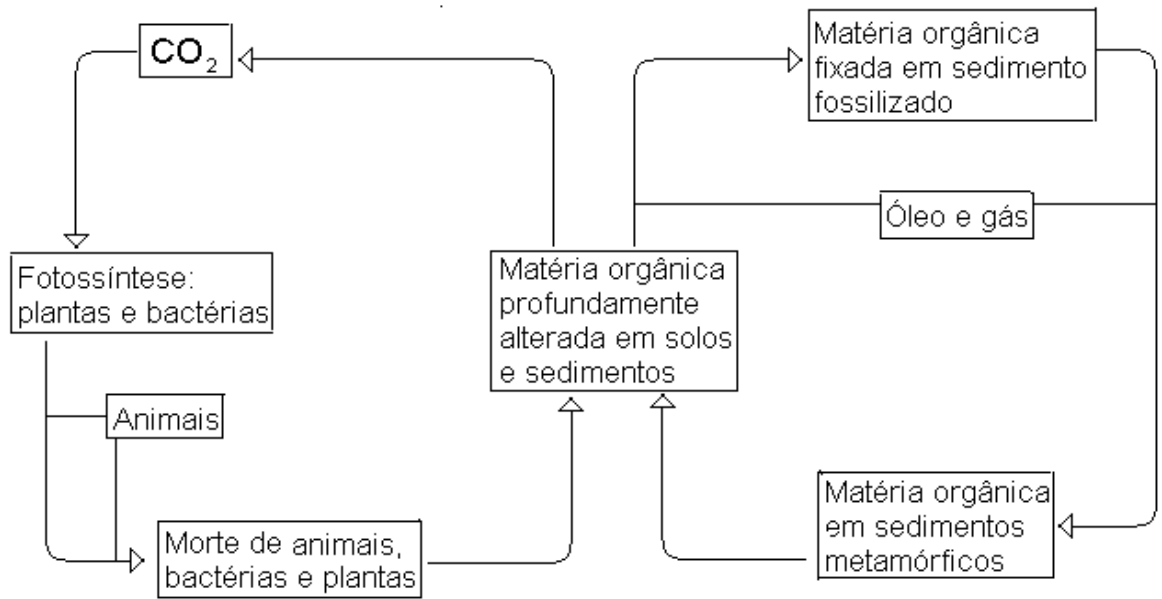 CO₂
Matéria orgânica
fixada em sedimento
fossilizado
Óleo e gás
Fotossíntese:
plantas e bactérias
Matéria orgânica
profundamente
alterada em solos
e sedimentos
Animais
Morte de animais,
bactérias e plantas
Matéria orgânica
em sedimentos
metamórficos